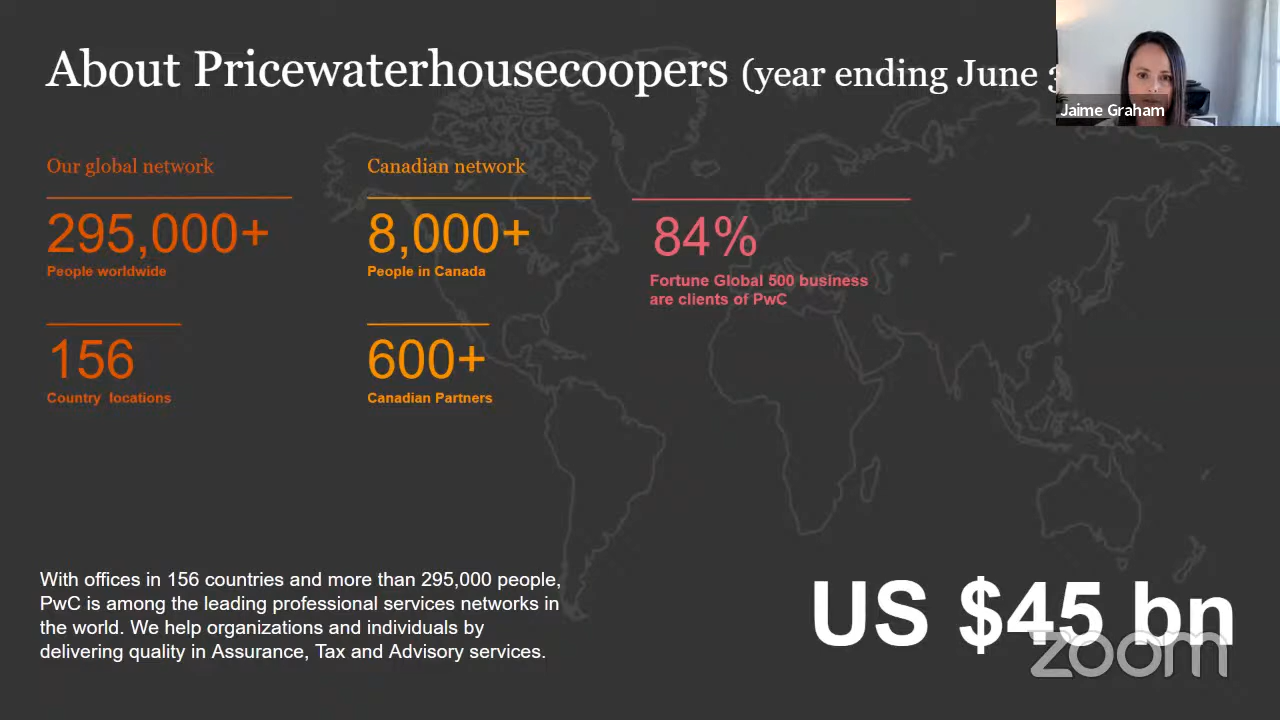 About Pricewaterhousecoopers (year ending June
Jaime Graham
Our global network
295,000+
People worldwide
156
Country locations
Canadian network
8,000+
People in Canada
600+
Canadian Partners
84%
Fortune Global 500 business
are clients of PwC
With offices in 156 countries and more than 295,000 people,
PwC is among the leading professional services networks in
the world. We help organizations and individuals by
delivering quality in Assurance, Tax and Advisory services.
US $45 bn
zoom